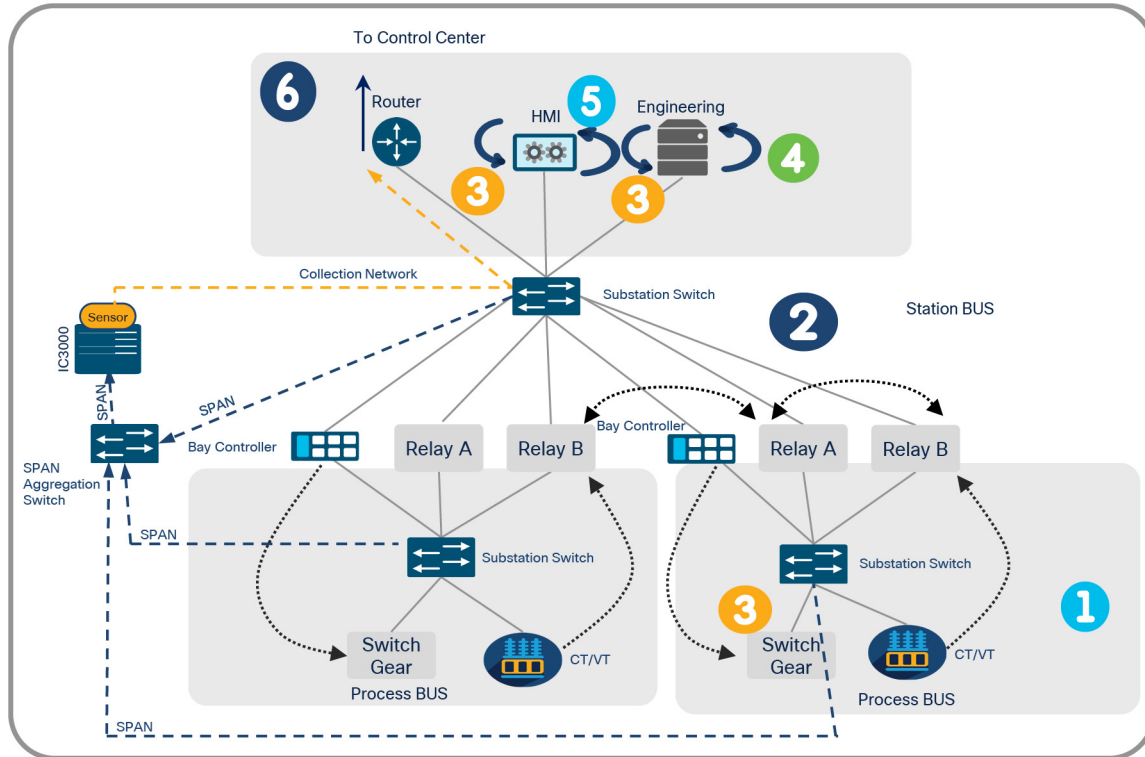 To Control Center
6
Router
HMI
5
Engineering
3
3
4
Collection Network
Substation Switch
Sensor
IC3000
2
Station BUS
SPAN
SPAN
Bay Controller
Relay A
Relay B
Bay Controller
Relay A
Relay B
SPAN
Aggregation
Switch
SPAN
Substation Switch
Substation Switch
3
1
Switch
Gear
CT/VT
Process BUS
Switch
Gear
CT/VT
Process BUS
SPAN